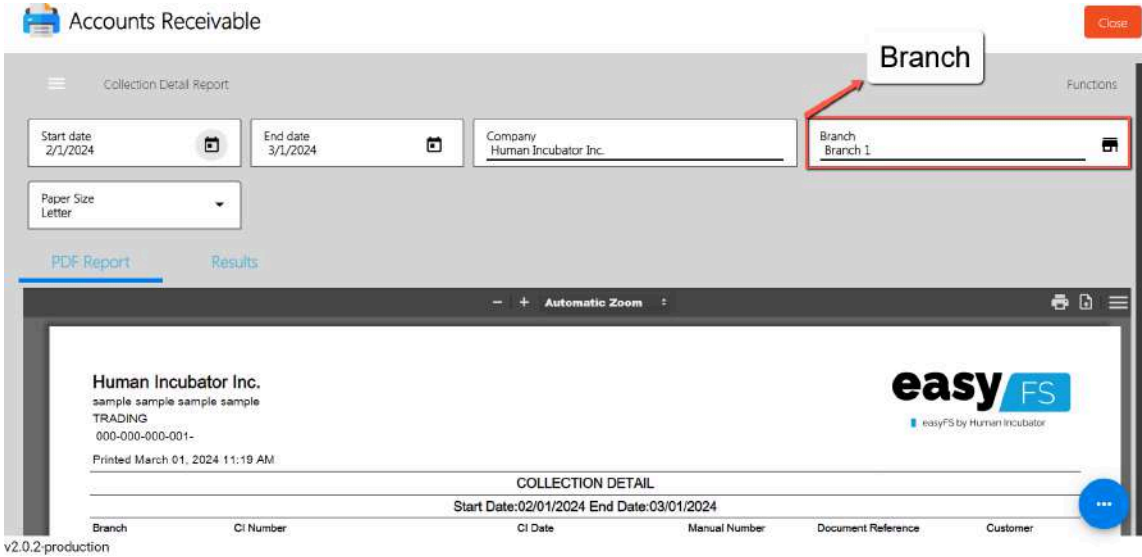 Accounts Receivable
Close
Branch
Collection Detail Report
Functions
Start date
2/1/2024
End date
3/1/2024
Company
Human Incubator Inc.
Branch
Branch 1
Paper Size
Letter
PDF Report
Results
Automatic Zoom
Human Incubator Inc.
sample sample sample sample
TRADING
000-000-000-001-
Printed March 01, 2024 11:19 AM
easy FS
easyFS by Human Incubator
COLLECTION DETAIL
Start Date:02/01/2024 End Date:03/01/2024
Branch CI Number CI Date Manual Number Document Reference Customer
v2.0.2-production